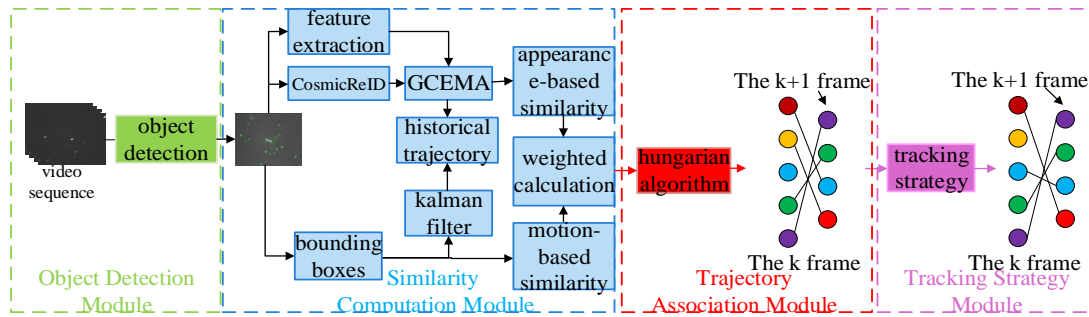 video
sequence
object
detection
Object Detection
Module
feature
extraction
CosmicReID
GCEMA
historical
trajectory
kalman
filter
bounding
boxes
appearanc
e-based
similarity
weighted
calculation
motion-
based
similarity
Similarity
Computation Module
hungarian
algorithm
The k+1 frame
The k frame
Trajectory
Association Module
tracking
strategy
The k+1 frame
The k frame
Tracking Strategy
Module